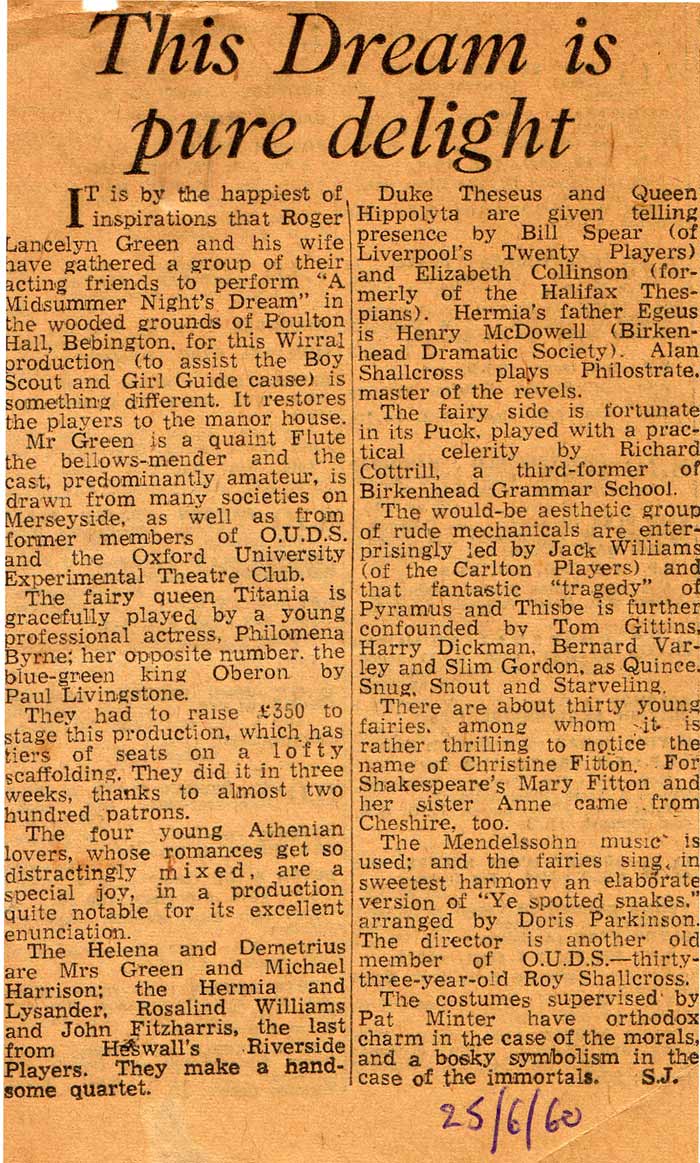 This Dream is
pure delight
IT is by the happiest of
inspirations that Roger
Lancelyn Green and his wife
have gathered a group of their
acting friends to perform "A
Midsummer Night's Dream" in
the wooded grounds of Poulton
Hall, Bebington, for this Wirral
production (to assist the Boy
Scout and Girl Guide cause) is
something different. It restores
the players to the manor house.
Mr Green is a quaint Flute
the bellows-mender and the
cast, predominantly amateur, is
drawn from many societies on
Merseyside, as well as from
former members of O.U.D.S.
and the Oxford University
Experimental Theatre Club.
The fairy queen Titania is
gracefully played by a young
professional actress, Philomena
Byrne; her opposite number, the
blue-green king Oberon by
Paul Livingstone.
They had to raise £350 to
stage this production, which has
tiers of seats on a lofty
scaffolding. They did it in three
weeks, thanks to almost two
hundred patrons.
The four young Athenian
lovers, whose romances get so
distractingly mixed, are a
special joy, in a production
quite notable for its excellent
enunciation.
The Helena and Demetrius
are Mrs Green and Michael
Harrison; the Hermia and
Lysander, Rosalind Williams
and John Fitzharris, the last
from Heswall's Riverside
Players. They make a hand-
some quartet.
Duke Theseus and Queen
Hippolyta are given telling
presence by Bill Spear (of
Liverpool's Twenty Players)
and Elizabeth Collinson (for-
merly of the Halifax Thes-
pians). Hermia's father Egeus
is Henry McDowell (Birken-
head Dramatic Society). Alan
Shallcross plays Philostrate,
master of the revels.
The fairy side is fortunate
in its Puck, played with a prac-
tical celerity by Richard
Cottrill, a third-former of
Birkenhead Grammar School.
The would-be aesthetic group
of rude mechanicals are enter-
prisingly led by Jack Williams
(of the Carlton Players) and
that fantastic "tragedy" of
Pyramus and Thisbe is further
confounded by Tom Gittins,
Harry Dickman, Bernard Var-
ley and Slim Gordon, as Quince,
Snug, Snout and Starveling.
There are about thirty young
fairies, among whom it is
rather thrilling to notice the
name of Christine Fitton. For
Shakespeare's Mary Fitton and
her sister Anne came from
Cheshire, too.
The Mendelssohn music is
used; and the fairies sing in
sweetest harmony an elaborate
version of "Ye spotted snakes,"
arranged by Doris Parkinson.
The director is another old
member of O.U.D.S.—thirty-
three-year-old Roy Shallcross.
The costumes supervised by
Pat Minter have orthodox
charm in the case of the morals,
and a bosky symbolism in the
case of the immortals. S.J.
25/6/60